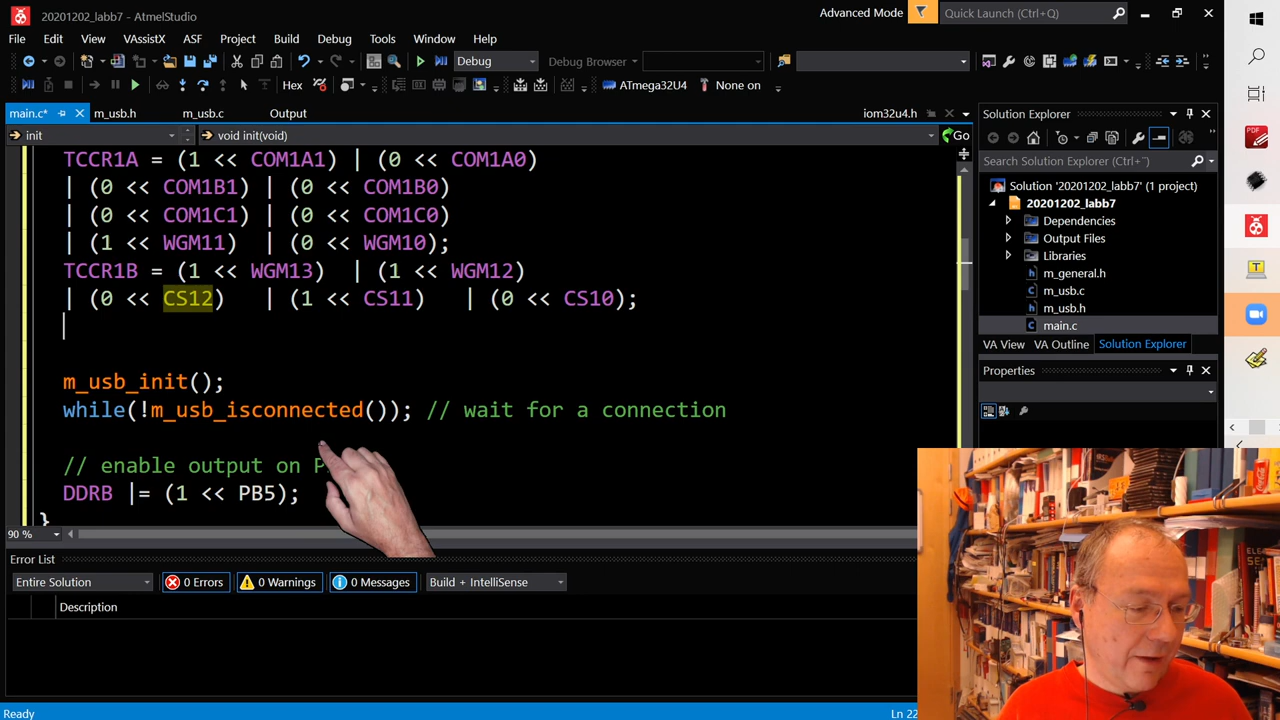 20201202_labb7 - AtmelStudio
Advanced Mode
Quick Launch (Ctrl+Q)
File Edit View VAssistX ASF Project Build Debug Tools Window Help
Debug
Debug Browser
Hex
ATmega32U4
None on
main.c* m_usb.h m_usb.c Output iom32u4.h
init
void init(void)
Go
TCCR1A = (1 << COM1A1) | (0 << COM1A0)
| (0 << COM1B1) | (0 << COM1B0)
| (0 << COM1C1) | (0 << COM1C0)
| (1 << WGM11) | (0 << WGM10);
TCCR1B = (1 << WGM13) | (1 << WGM12)
| (0 << CS12) | (1 << CS11) | (0 << CS10);
m_usb_init();
while(!m_usb_isconnected()); // wait for a connection
// enable output on P
DDRB |= (1 << PB5);
}
90 %
Error List
Entire Solution
0 Errors
0 Warnings
0 Messages
Build + IntelliSense
Description
Ready
Ln 22
Solution Explorer
Search Solution Explorer (Ctrl+¨)
Solution '20201202_labb7' (1 project)
20201202_labb7
Dependencies
Output Files
Libraries
m_general.h
m_usb.c
m_usb.h
main.c
VA View VA Outline Solution Explorer
Properties
PDF
T